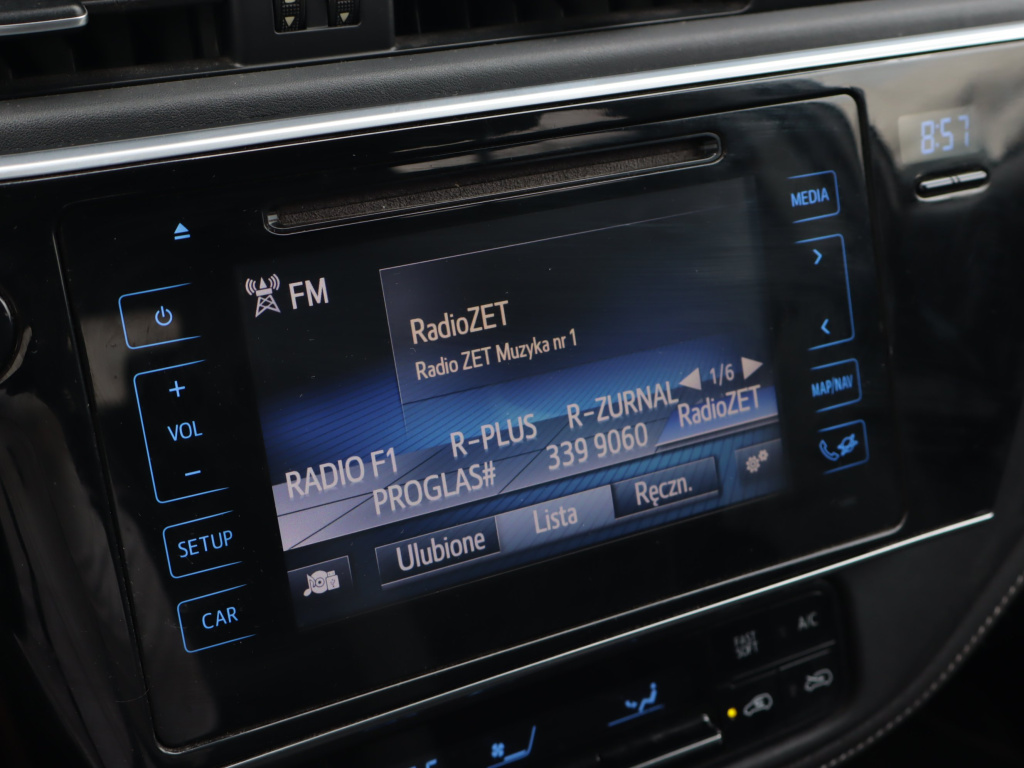 8:57
MEDIA
FM
RadioZET
Radio ZET Muzyka nr 1
1/6
MAP/NAV
VOL
RADIO F1 R-PLUS R-ZURNAL RadioZET
PROGLAS# 339 9060
Ulubione Lista Ręczn.
SETUP
CAR
FAST
SOFT
A/C